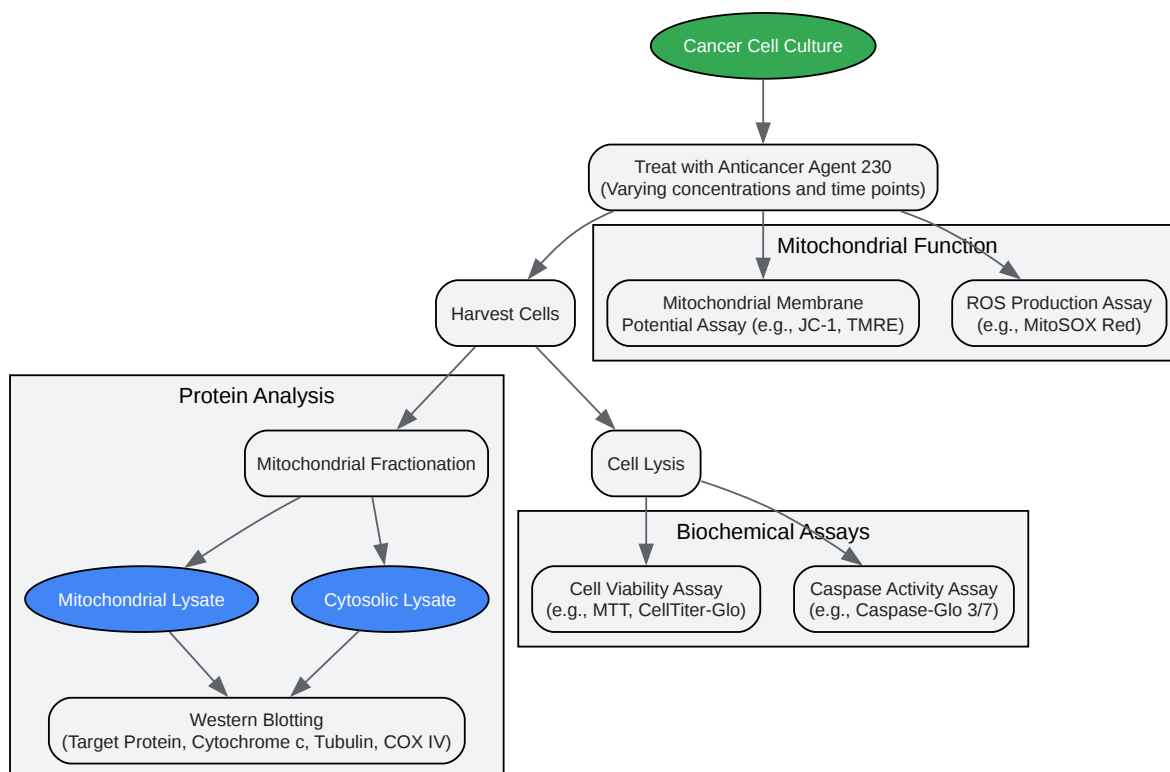 Cancer Cell Culture
Treat with Anticancer Agent 230
(Varying concentrations and time points)
Mitochondrial Function
Harvest Cells
Mitochondrial Membrane
Potential Assay (e.g., JC-1, TMRE)
ROS Production Assay
(e.g., MitoSOX Red)
Protein Analysis
Mitochondrial Fractionation
Cell Lysis
Biochemical Assays
Mitochondrial Lysate
Cytosolic Lysate
Cell Viability Assay
(e.g., MTT, CellTiter-Glo)
Caspase Activity Assay
(e.g., Caspase-Glo 3/7)
Western Blotting
(Target Protein, Cytochrome c, Tubulin, COX IV)